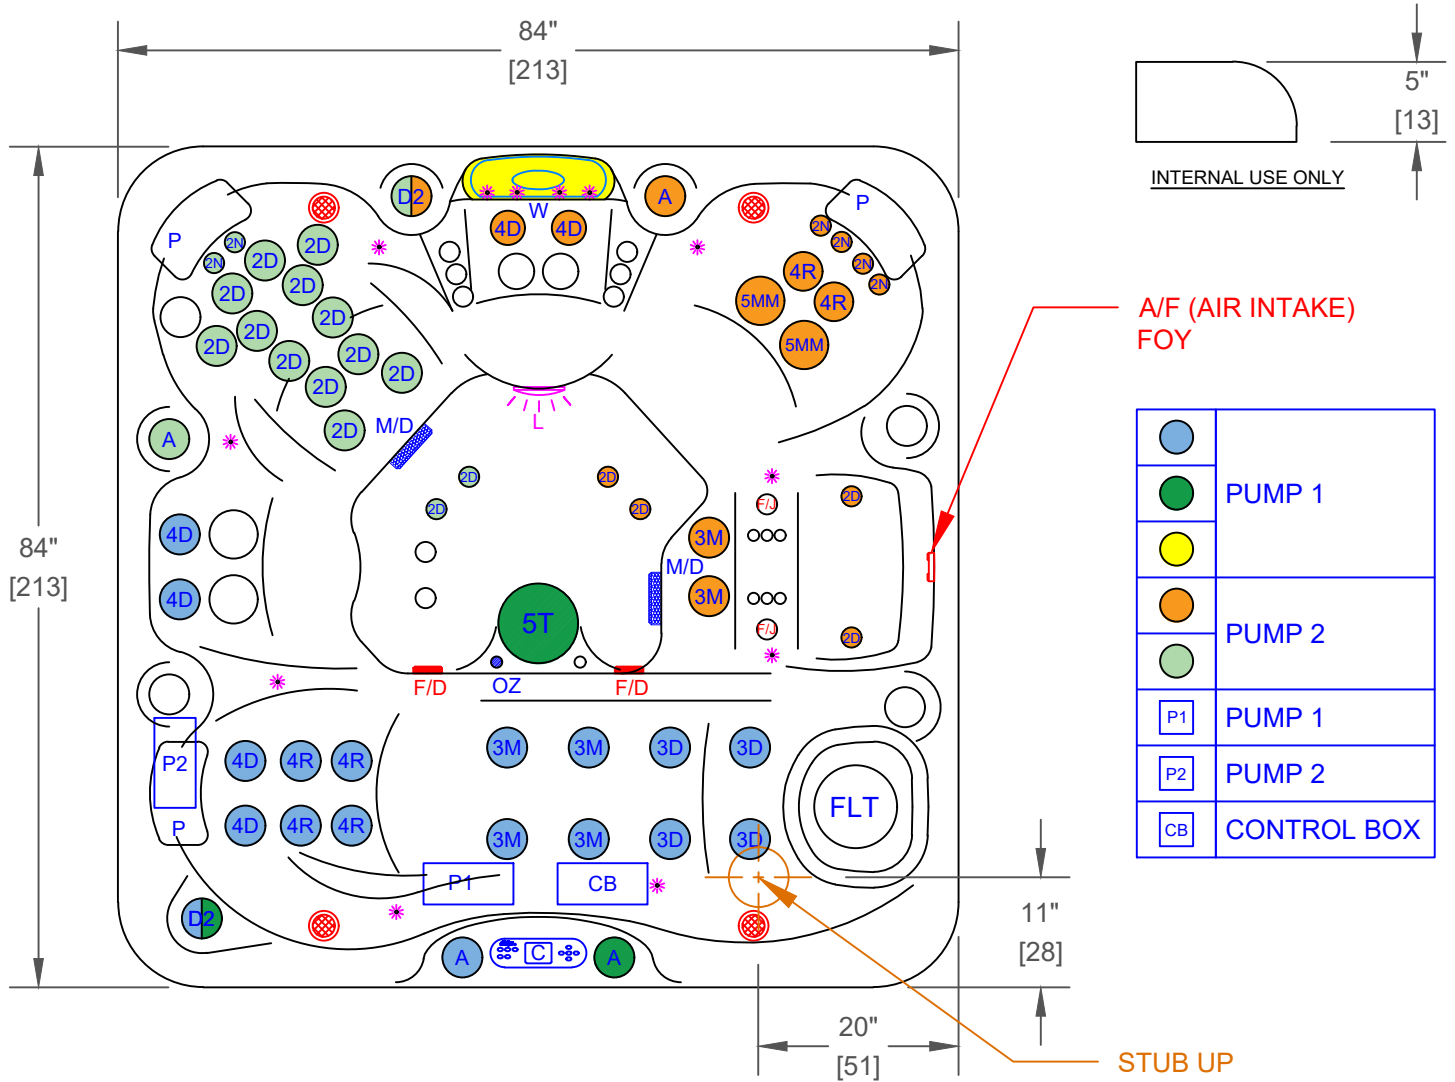 84"
[213]
5"
[13]
INTERNAL USE ONLY
D2
A
W
P
P
4D
4D
2N
2N
2D
2D
2D
2D
2D
2D
2D
2D
2D
2D
2D
2D
2D
2N
2N
2N
2N
4R
4R
5MM
5MM
A/F (AIR INTAKE)
FOY
L
M/D
A
84"
[213]
2D
2D
2D
2D
2D
2D
F/J
F/J
4D
4D
3M
3M
M/D
5T
F/D
OZ
F/D
PUMP 1
PUMP 2
P1 PUMP 1
P2 PUMP 2
CB CONTROL BOX
P2
P
4D 4R 4R
4D 4R 4R
3M 3M 3D 3D
3M 3M 3D 3D
FLT
P1
CB
D2
A
C
A
11"
[28]
20"
[51]
STUB UP